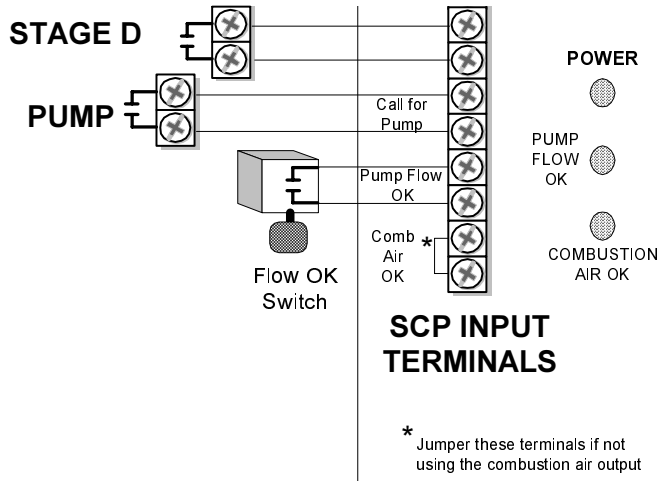 STAGE D
POWER
PUMP
Call for
Pump
PUMP
FLOW
OK
Pump Flow
OK
Comb
Air
OK
*
COMBUSTION
AIR OK
Flow OK
Switch
SCP INPUT
TERMINALS
* Jumper these terminals if not
using the combustion air output